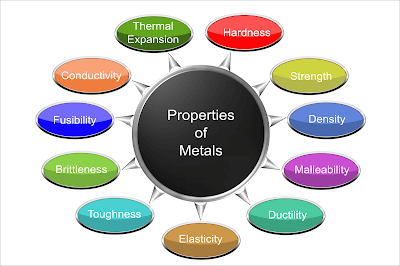 Thermal
Expansion
Hardness
Conductivity
Strength
Fusibility
Properties
of
Metals
Density
Brittleness
Malleability
Toughness
Ductility
Elasticity